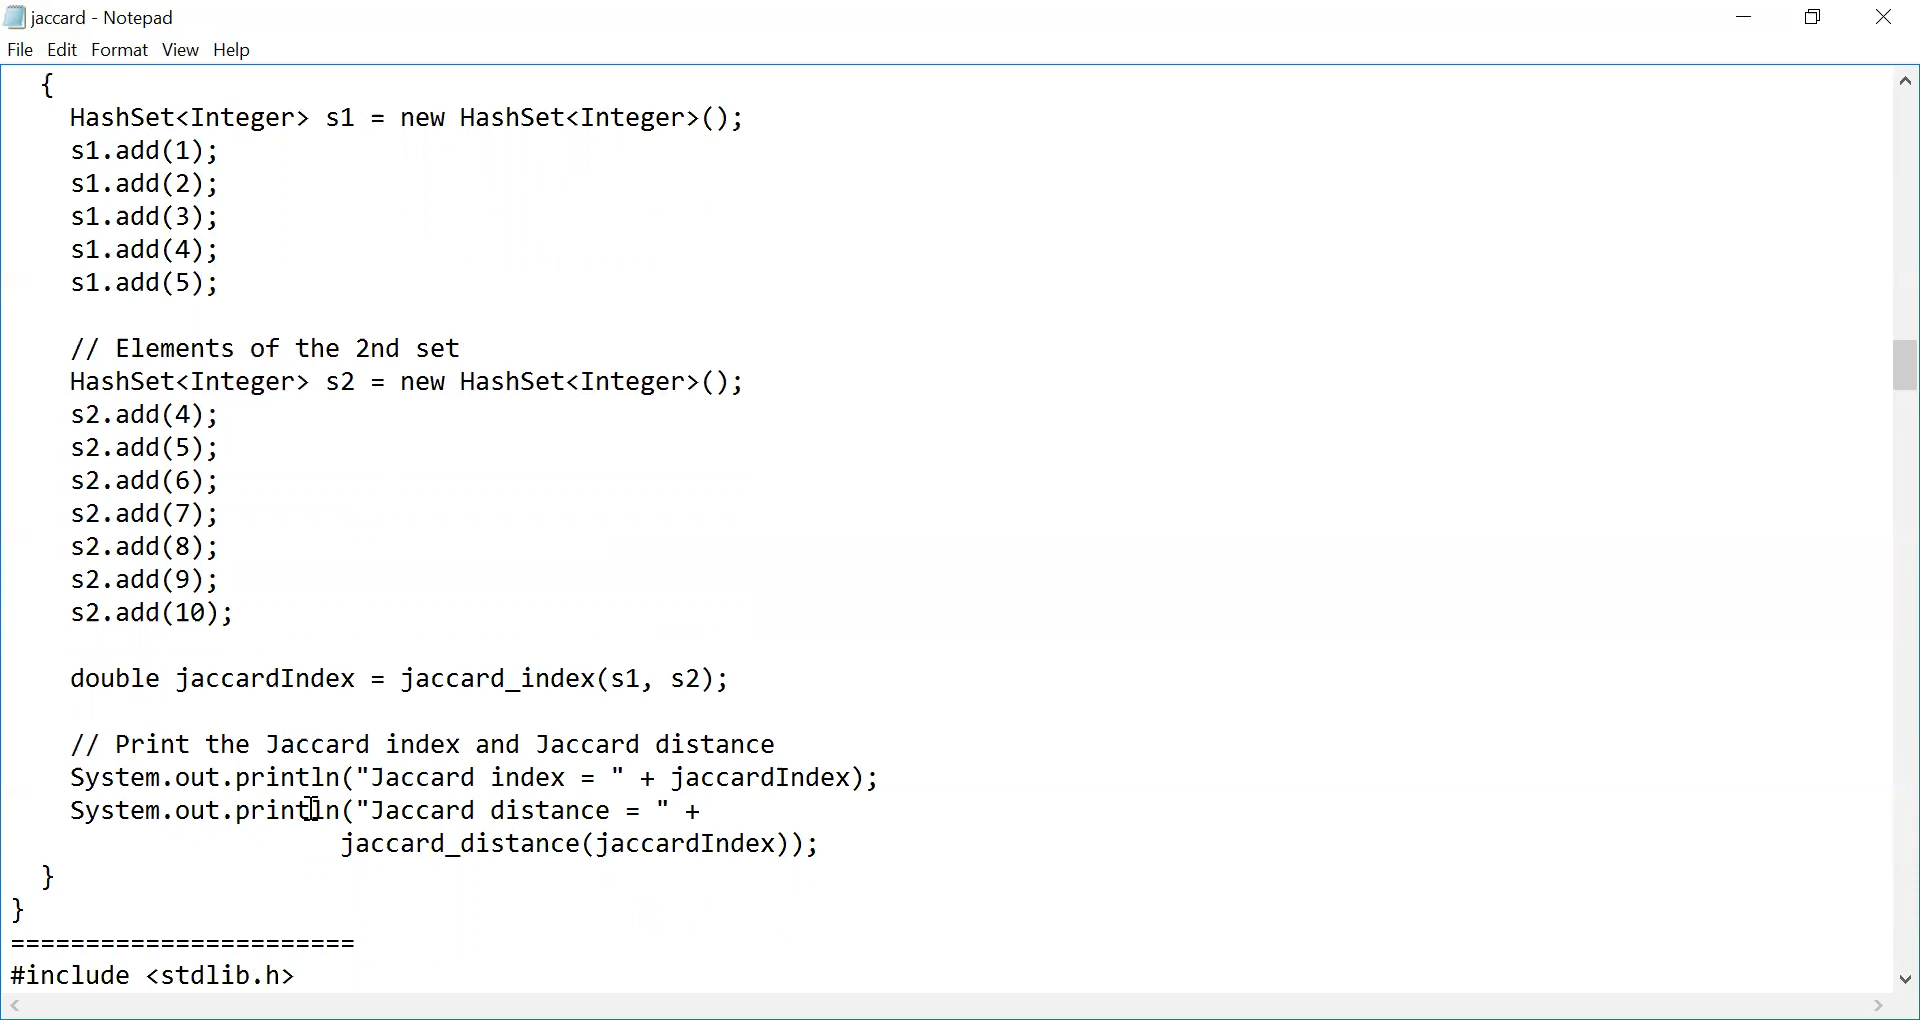 jaccard - Notepad
File Edit Format View Help
{
HashSet<Integer> s1 = new HashSet<Integer>();
s1.add(1);
s1.add(2);
s1.add(3);
s1.add(4);
s1.add(5);
// Elements of the 2nd set
HashSet<Integer> s2 = new HashSet<Integer>();
s2.add(4);
s2.add(5);
s2.add(6);
s2.add(7);
s2.add(8);
s2.add(9);
s2.add(10);
double jaccardIndex = jaccard_index(s1, s2);
// Print the Jaccard index and Jaccard distance
System.out.println("Jaccard index = " + jaccardIndex);
System.out.println("Jaccard distance = " +
jaccard_distance(jaccardIndex));
}
}
=======================
#include <stdlib.h>